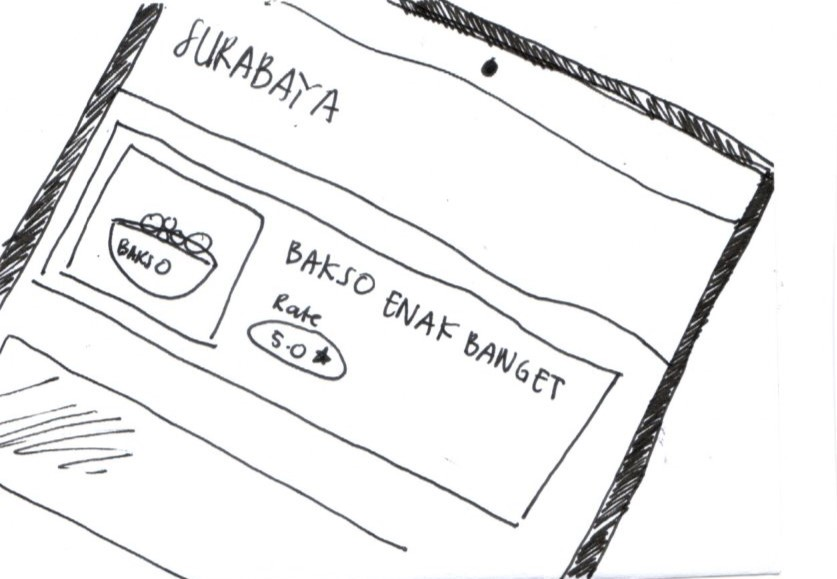 SURABAYA
BAKSO
BAKSO ENAK BANGET
Rate
5.0 ★